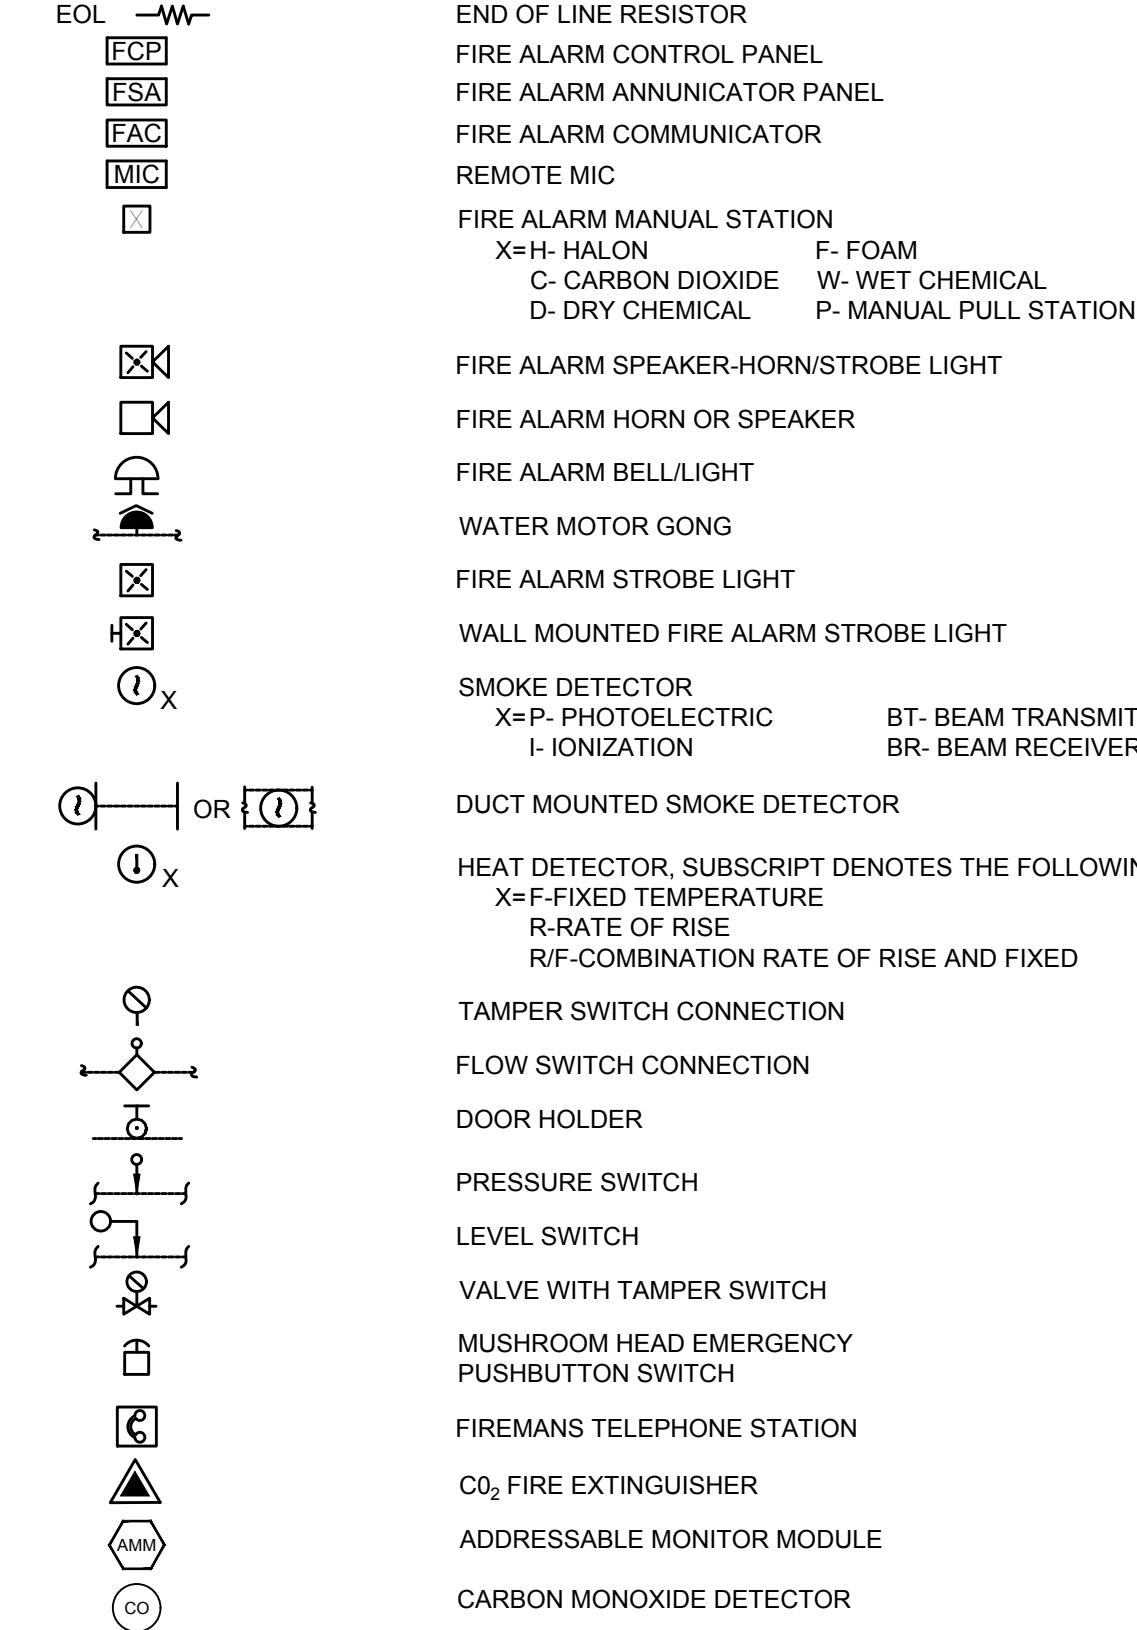 EOL END OF LINE RESISTOR
FCP FIRE ALARM CONTROL PANEL
FSA FIRE ALARM ANNUNICATOR PANEL
FAC FIRE ALARM COMMUNICATOR
MIC REMOTE MIC
X FIRE ALARM MANUAL STATION
X= H- HALON F- FOAM
C- CARBON DIOXIDE W- WET CHEMICAL
D- DRY CHEMICAL P- MANUAL PULL STATION
FIRE ALARM SPEAKER-HORN/STROBE LIGHT
FIRE ALARM HORN OR SPEAKER
FIRE ALARM BELL/LIGHT
WATER MOTOR GONG
FIRE ALARM STROBE LIGHT
WALL MOUNTED FIRE ALARM STROBE LIGHT
X SMOKE DETECTOR
X= P- PHOTOELECTRIC BT- BEAM TRANSMIT
I- IONIZATION BR- BEAM RECEIVER
OR DUCT MOUNTED SMOKE DETECTOR
X HEAT DETECTOR, SUBSCRIPT DENOTES THE FOLLOWIN
X= F-FIXED TEMPERATURE
R-RATE OF RISE
R/F-COMBINATION RATE OF RISE AND FIXED
TAMPER SWITCH CONNECTION
FLOW SWITCH CONNECTION
DOOR HOLDER
PRESSURE SWITCH
LEVEL SWITCH
VALVE WITH TAMPER SWITCH
MUSHROOM HEAD EMERGENCY
PUSHBUTTON SWITCH
FIREMANS TELEPHONE STATION
C0₂ FIRE EXTINGUISHER
AMM ADDRESSABLE MONITOR MODULE
CO CARBON MONOXIDE DETECTOR